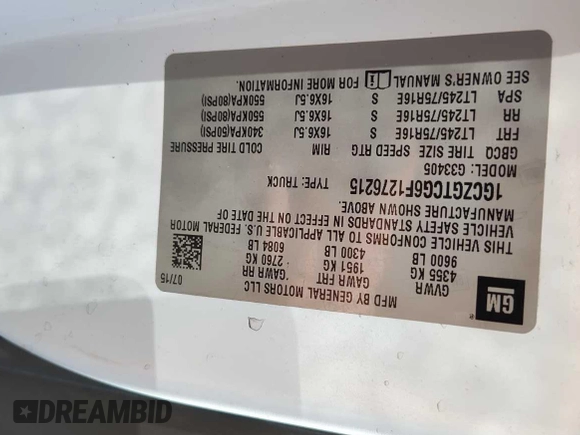 GM
07/15
MFD BY GENERAL MOTORS LLC
GVWR GAWR FRT GAWR RR
4355 KG 1951 KG 2760 KG
9600 LB 4300 LB 6084 LB
THIS VEHICLE CONFORMS TO ALL APPLICABLE U.S. FEDERAL MOTOR
VEHICLE SAFETY STANDARDS IN EFFECT ON THE DATE OF
MANUFACTURE SHOWN ABOVE.
1GCZGTCG6F1276215 TYPE: TRUCK
MODEL: G33405
GBCQ TIRE SIZE SPEED RTG RIM COLD TIRE PRESSURE
FRT LT245/75R16E S 16X6.5J 340KPA(50PSI)
RR LT245/75R16E S 16X6.5J 550KPA(80PSI)
SPA LT245/75R16E S 16X6.5J 550KPA(80PSI)
SEE OWNER'S MANUAL FOR MORE INFORMATION.
DREAMBID